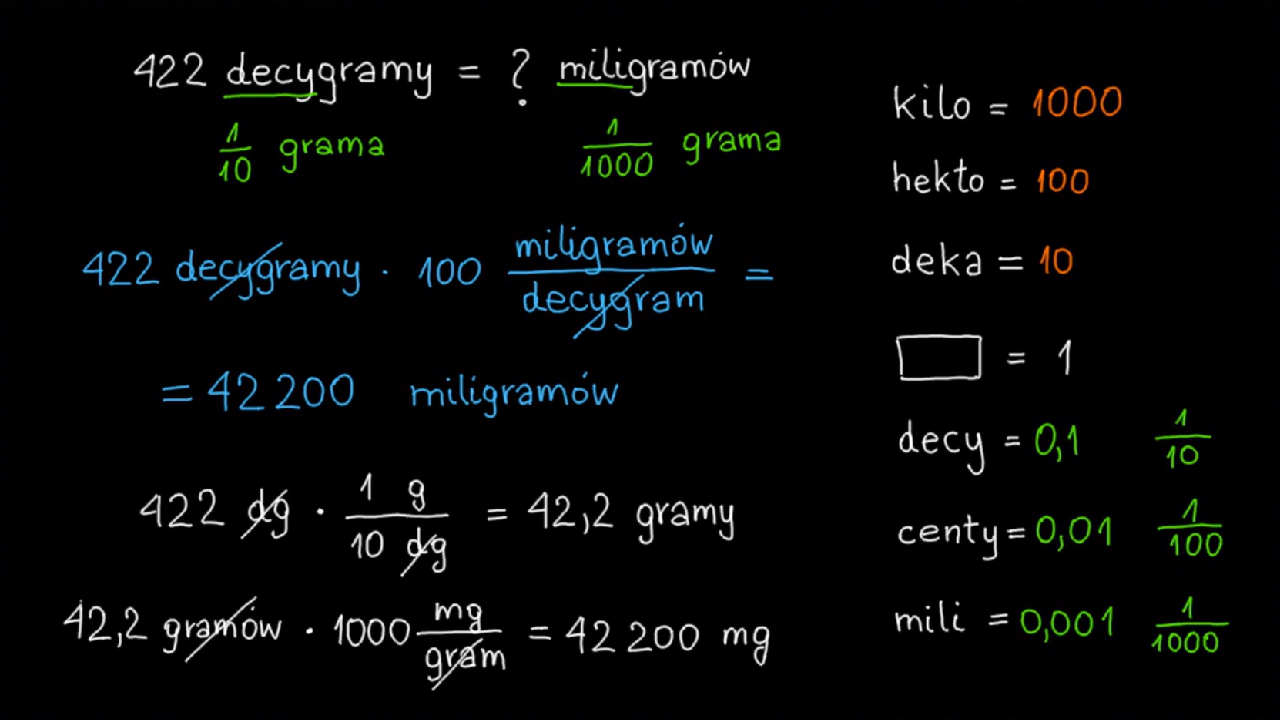 422 decygramy = ? miligramów
1/10 grama 1/1000 grama
422 decygramy · 100 miligramów/decygram =
= 42 200 miligramów
422 dg · 1 g/10 dg = 42,2 gramy
42,2 gramów · 1000 mg/gram = 42 200 mg
kilo = 1000
hekto = 100
deka = 10
= 1
decy = 0,1 1/10
centy = 0,01 1/100
mili = 0,001 1/1000